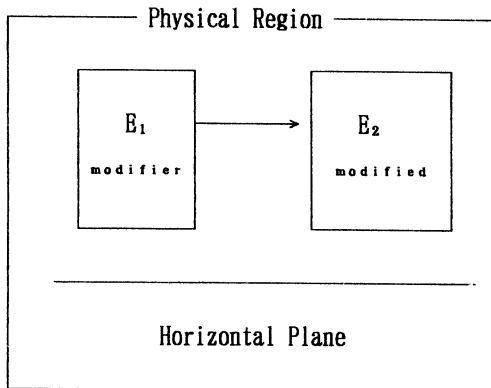 Physical Region
E₁
E₂
modifier
modified
Horizontal Plane